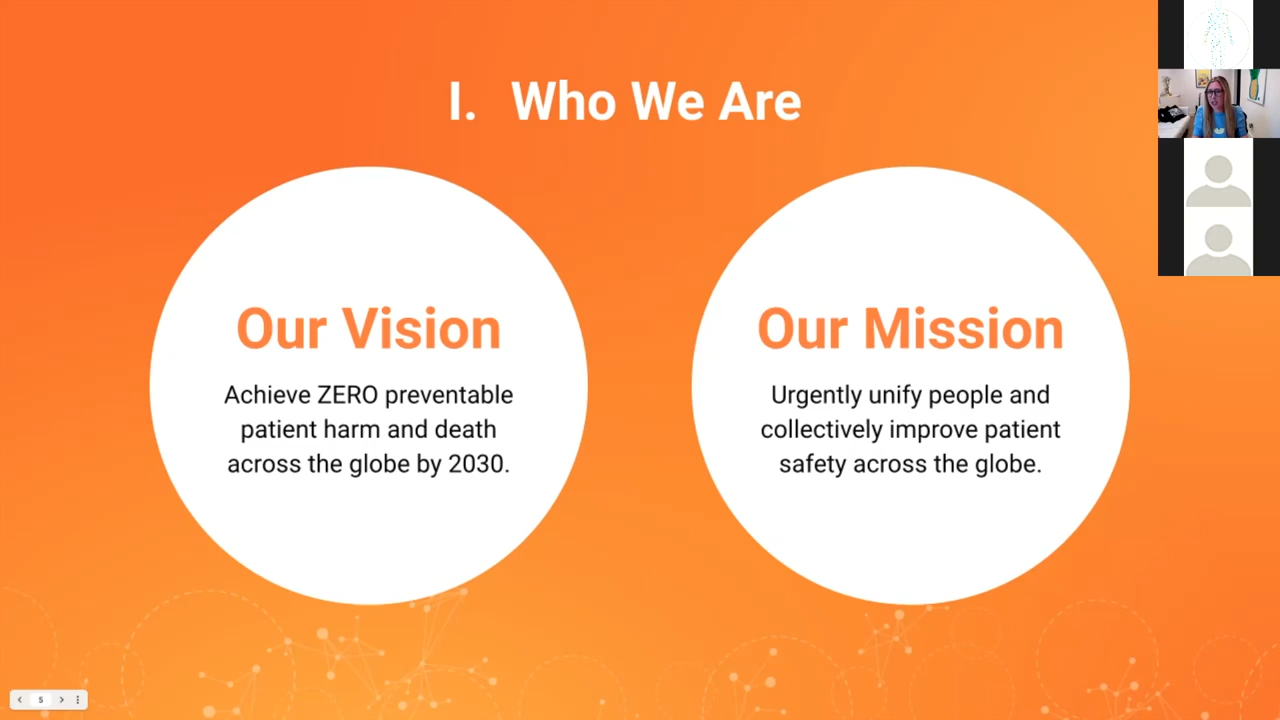 I. Who We Are
Our Vision
Achieve ZERO preventable
patient harm and death
across the globe by 2030.
Our Mission
Urgently unify people and
collectively improve patient
safety across the globe.
5